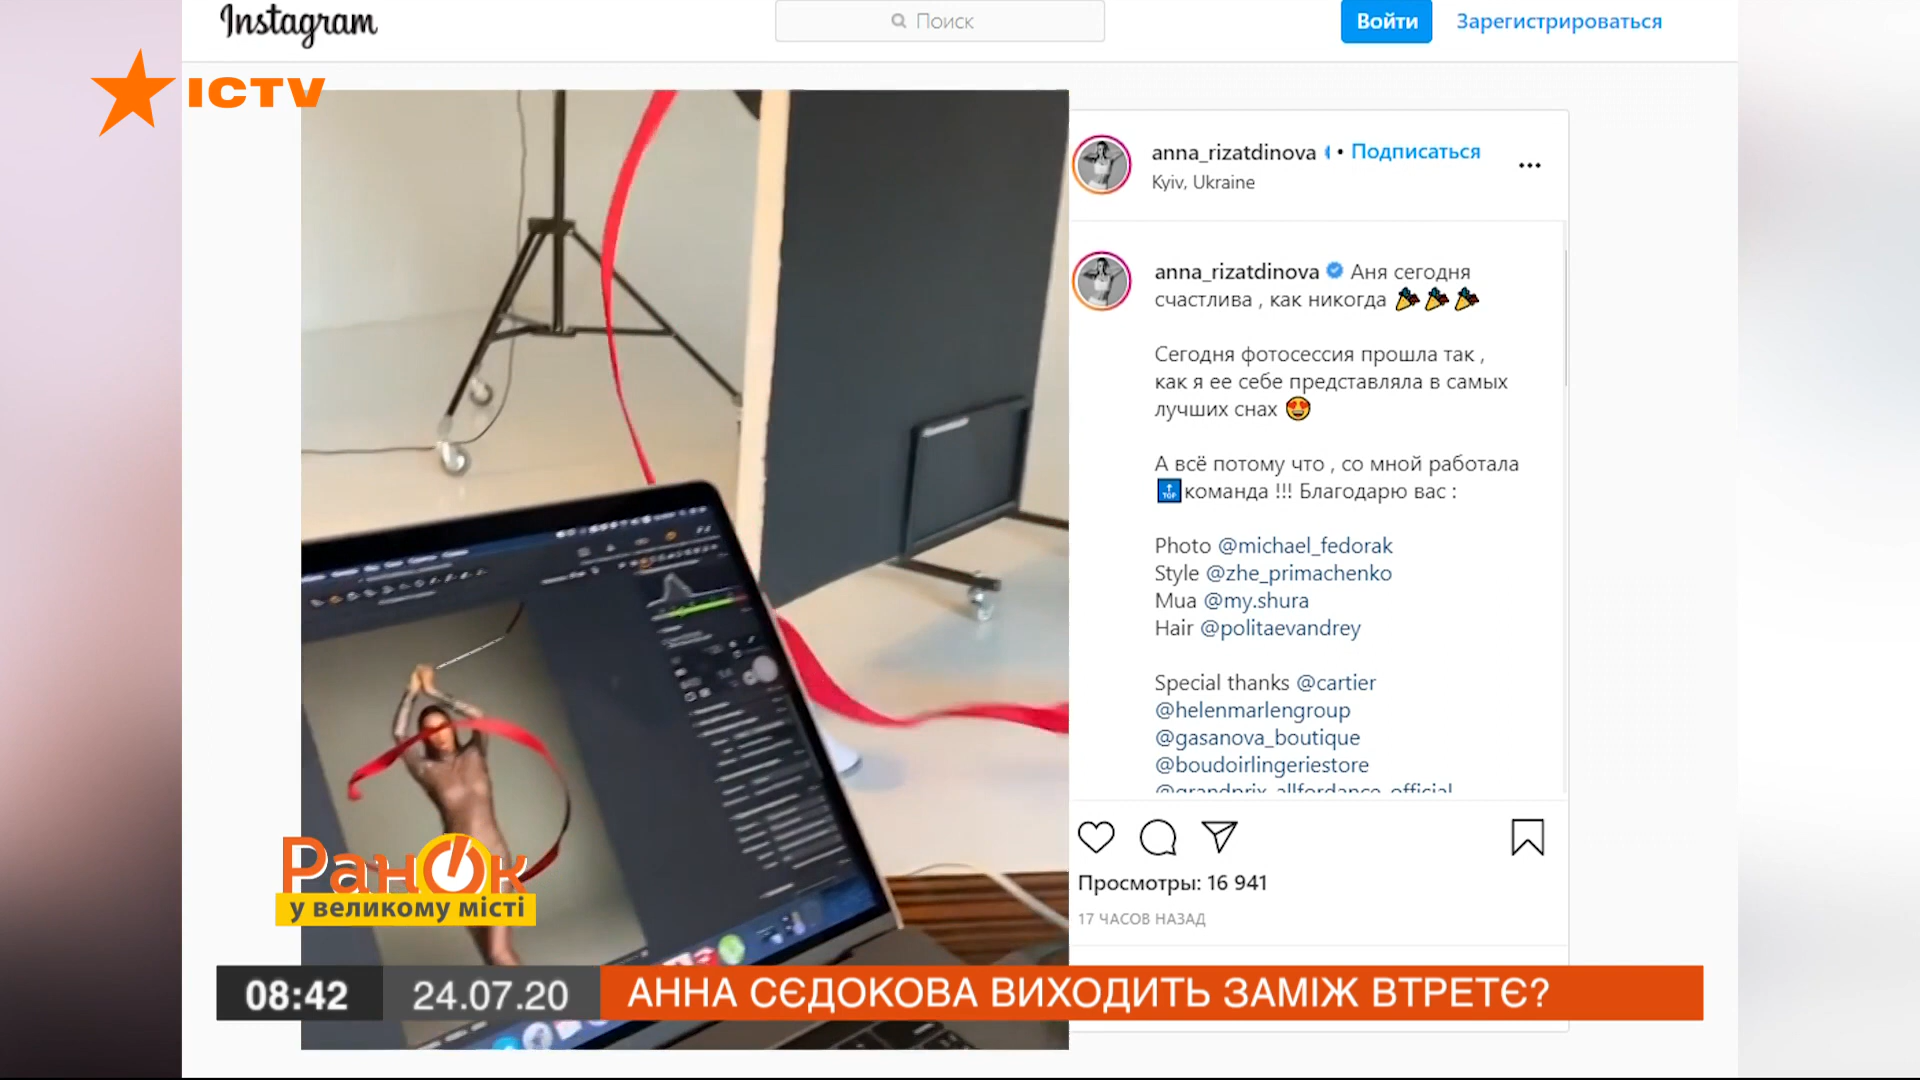 Instagram
Поиск
Войти
Зарегистрироваться
ICTV
anna_rizatdinova • Подписаться
Kyiv, Ukraine
anna_rizatdinova Аня сегодня
счастлива , как никогда
Сегодня фотосессия прошла так ,
как я ее себе представляла в самых
лучших снах
А всё потому что , со мной работала
TOP команда !!! Благодарю вас :
Photo @michael_fedorak
Style @zhe_primachenko
Mua @my.shura
Hair @politaevandrey
Special thanks @cartier
@helenmarlengroup
@gasanova_boutique
@boudoirlingeriestore
@grandprix_allfordance_official
Просмотры: 16 941
17 ЧАСОВ НАЗАД
Ранок
у великому місті
08:42
24.07.20
АННА СЄДОКОВА ВИХОДИТЬ ЗАМІЖ ВТРЕТЄ?